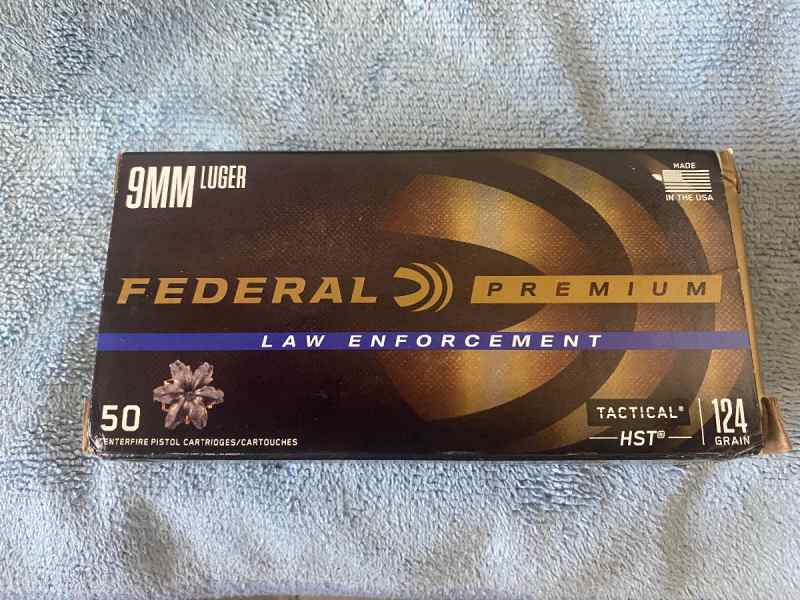 9MM LUGER
MADE
IN THE USA
FEDERAL PREMIUM
LAW ENFORCEMENT
50
CENTERFIRE PISTOL CARTRIDGES/CARTOUCHES
TACTICAL®
HST®
124
GRAIN